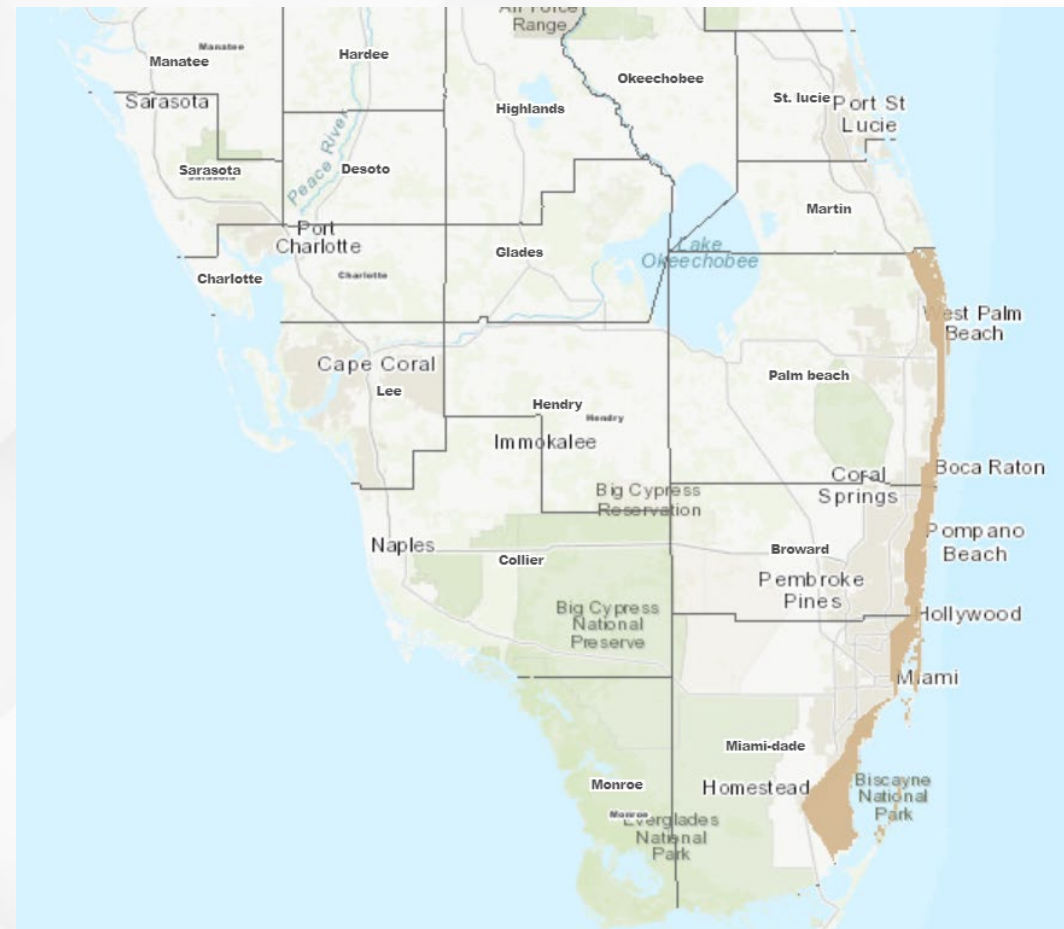 Air Force
Range
Manatee
Manatee
Hardee
Okeechobee
Sarasota
Highlands
St. lucie
Port St
Lucie
Peace River
Sarasota
Desoto
Martin
Port
Charlotte
Glades
Lake
Okeechobee
Charlotte
Charlotte
West Palm
Beach
Cape Coral
Lee
Palm beach
Hendry
Hendry
Immokalee
Coral
Springs
Boca Raton
Big Cypress
Reservation
Naples
Collier
Broward
Pompano
Beach
Pembroke
Pines
Big Cypress
National
Preserve
Hollywood
Miami
Miami-dade
Monroe
Homestead
Biscayne
National
Park
Monroe
Everglades
National
Park